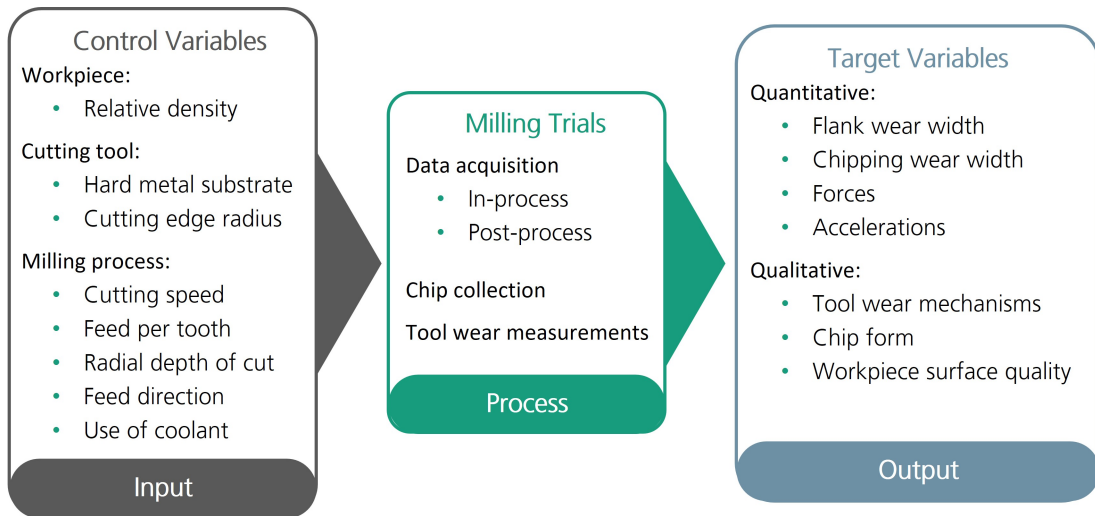 Control Variables
Workpiece:
• Relative density
Cutting tool:
• Hard metal substrate
• Cutting edge radius
Milling process:
• Cutting speed
• Feed per tooth
• Radial depth of cut
• Feed direction
• Use of coolant
Input
Milling Trials
Data acquisition
• In-process
• Post-process
Chip collection
Tool wear measurements
Process
Target Variables
Quantitative:
• Flank wear width
• Chipping wear width
• Forces
• Accelerations
Qualitative:
• Tool wear mechanisms
• Chip form
• Workpiece surface quality
Output